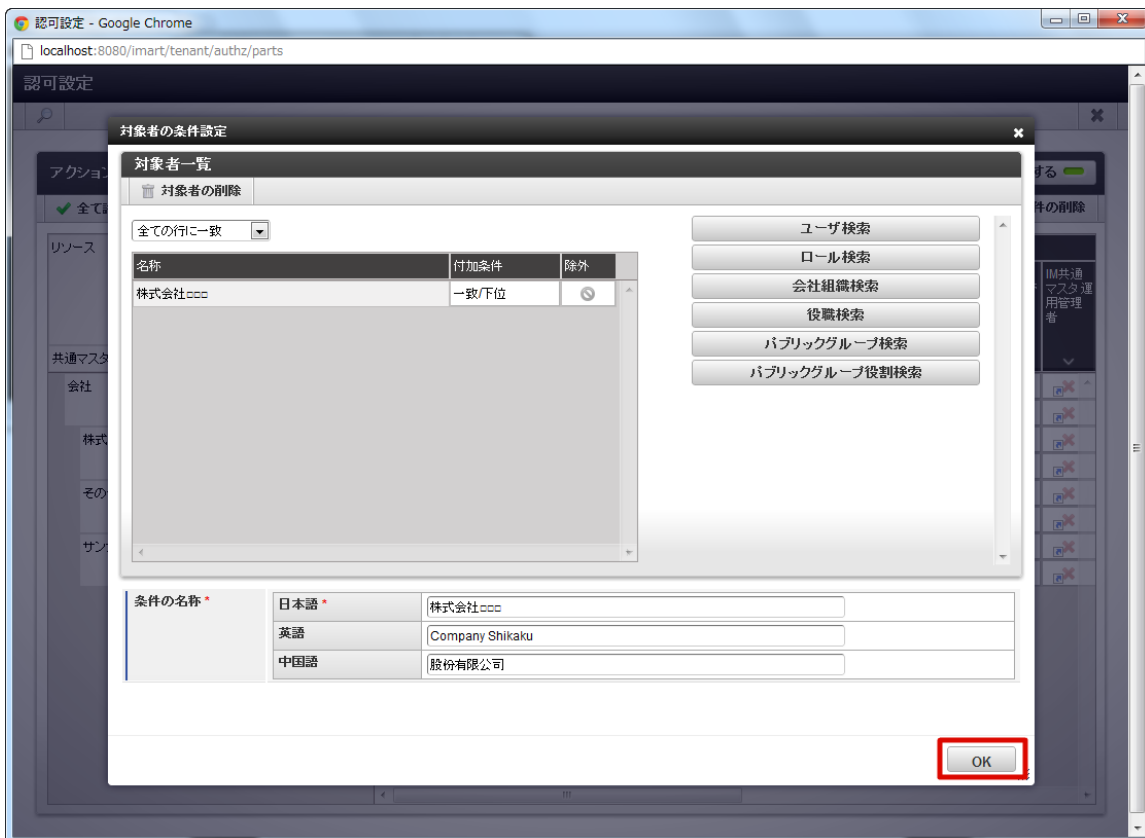 認可設定 - Google Chrome
localhost:8080/imart/tenant/authz/parts
認可設定
対象者の条件設定
アクション
対象者一覧
する
対象者の削除
全て
件の削除
全ての行に一致
ユーザ検索
リソース
ロール検索
名称 付加条件 除外
IM共通
マスタ運
用管理
者
株式会社□□□ 一致/下位
会社組織検索
役職検索
パブリックグループ検索
共通マスタ
パブリックグループ役割検索
会社
株式
その
サン
条件の名称 * 日本語 * 株式会社□□□
英語 Company Shikaku
中国語 股份有限公司
OK